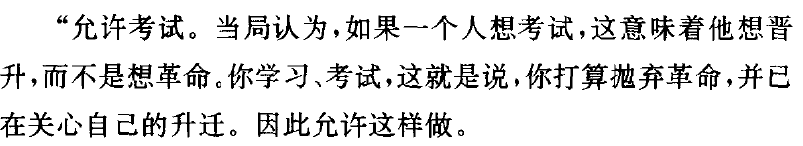 “允许考试。当局认为,如果一个人想考试,这意味着他想晋
升,而不是想革命。你学习、考试,这就是说,你打算抛弃革命,并已
在关心自己的升迁。因此允许这样做。